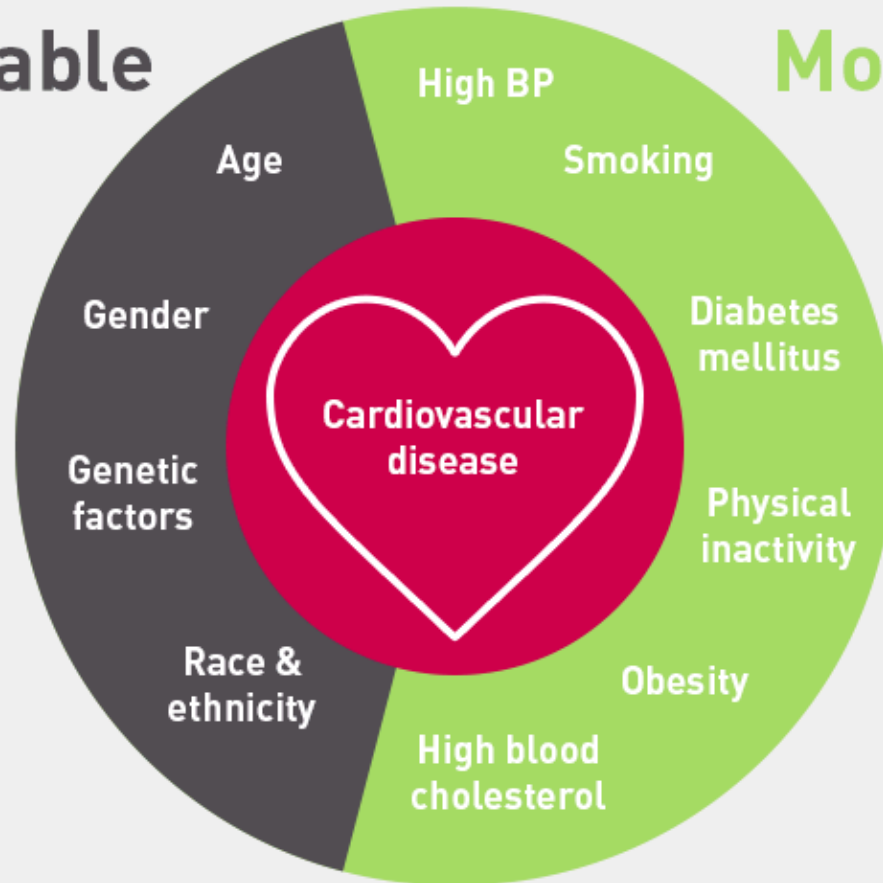 able
Mo
High BP
Smoking
Age
Gender
Diabetes
mellitus
Cardiovascular
disease
Genetic
factors
Physical
inactivity
Race &
ethnicity
Obesity
High blood
cholesterol